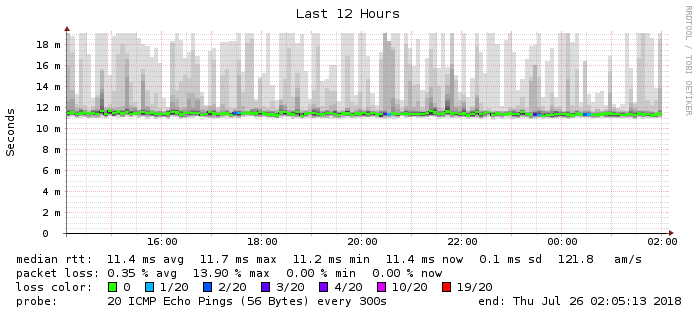 Last 12 Hours
RRDTOOL / TOBI OETIKER
Seconds
18 m
16 m
14 m
12 m
10 m
8 m
6 m
4 m
2 m
0
16:00 18:00 20:00 22:00 00:00 02:00
median rtt: 11.4 ms avg 11.7 ms max 11.2 ms min 11.4 ms now 0.1 ms sd 121.8 am/s
packet loss: 0.35 % avg 13.90 % max 0.00 % min 0.00 % now
loss color: 0 1/20 2/20 3/20 4/20 10/20 19/20
probe: 20 ICMP Echo Pings (56 Bytes) every 300s end: Thu Jul 26 02:05:13 2018